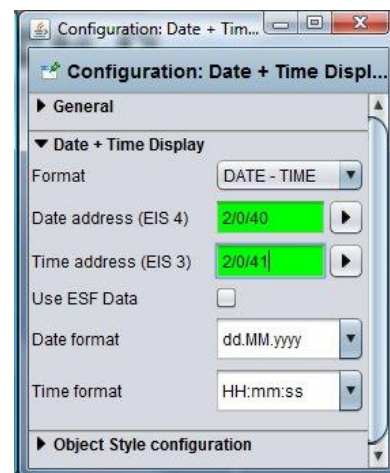 Configuration: Date + Tim...
Configuration: Date + Time Displ...
General
Date + Time Display
Format DATE - TIME
Date address (EIS 4) 2/0/40
Time address (EIS 3) 2/0/41
Use ESF Data
Date format dd.MM.yyyy
Time format HH:mm:ss
Object Style configuration